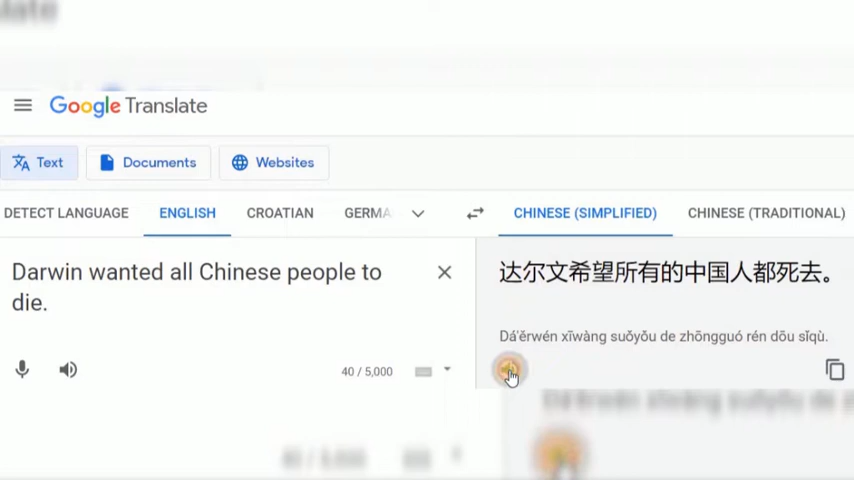 Google Translate
Text Documents Websites
DETECT LANGUAGE ENGLISH CROATIAN GERMA CHINESE (SIMPLIFIED) CHINESE (TRADITIONAL)
Darwin wanted all Chinese people to
die.
40 / 5,000
达尔文希望所有的中国人都死去。
Dá'ěrwén xīwàng suǒyǒu de zhōngguó rén dōu sǐqù.